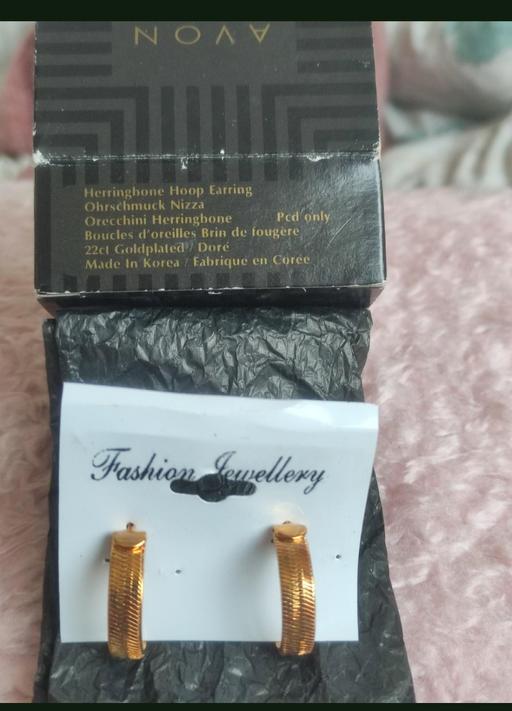 AVON
Herringbone Hoop Earring
Ohrschmuck Nizza
Orecchini Herringbone Pcd only
Boucles d'oreilles Brin de fougère
22ct Goldplated / Doré
Made In Korea / Fabrique en Corée
Fashion Jewellery